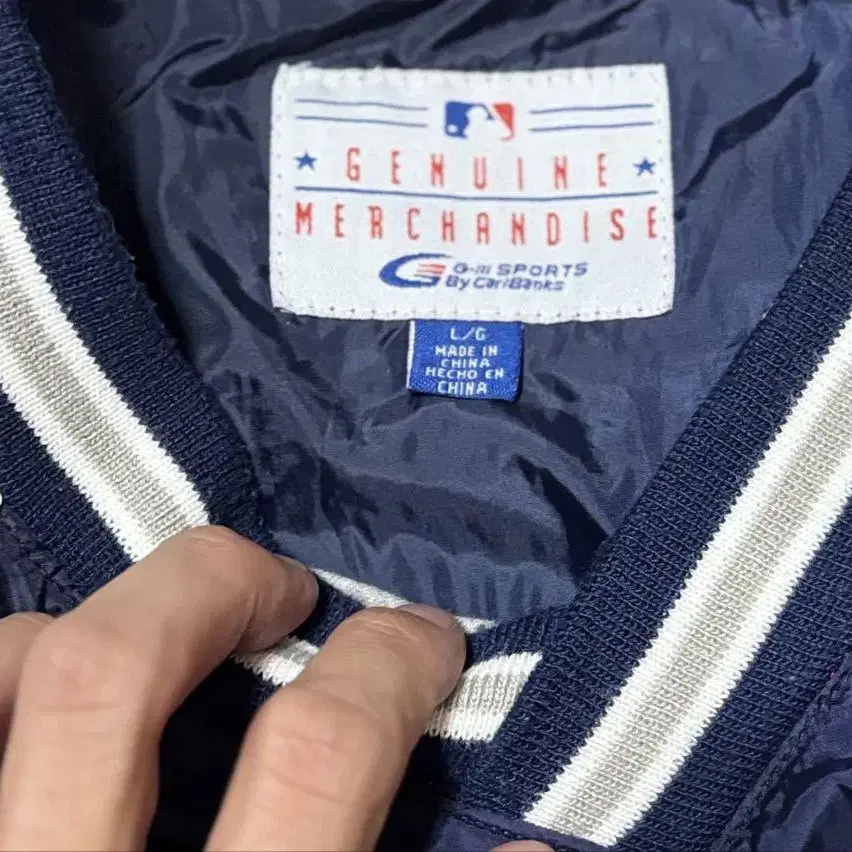 GENUINE
MERCHANDISE
G-III SPORTS
By Carl Banks
L/G
MADE IN
CHINA
HECHO EN
CHINA